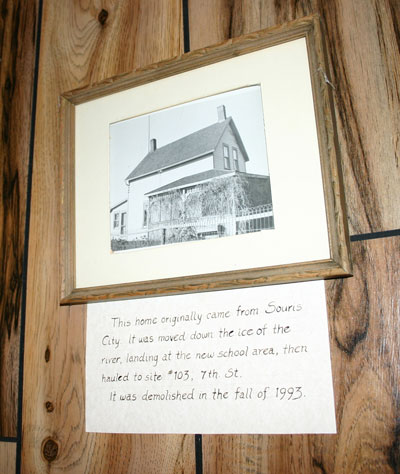 This home originally came from Souris
City. It was moved down the ice of the
river, landing at the new school area, then
hauled to site #103, 7th. St.
It was demolished in the fall of 1993.